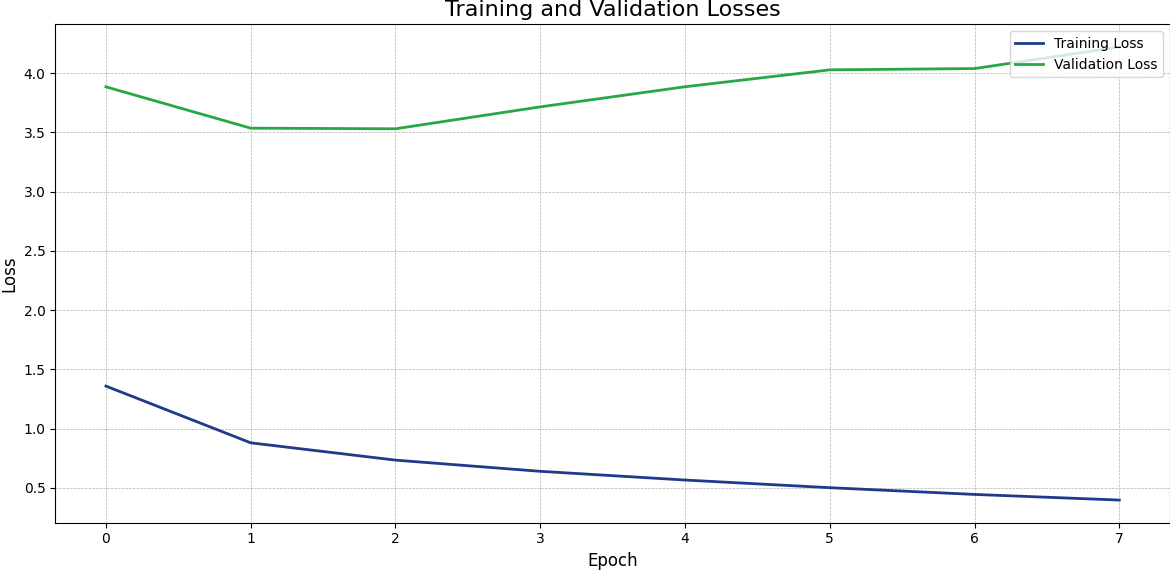 Training and Validation Losses
Training Loss
Validation Loss
4.0
3.5
3.0
2.5
2.0
1.5
1.0
0.5
Loss
0 1 2 3 4 5 6 7
Epoch